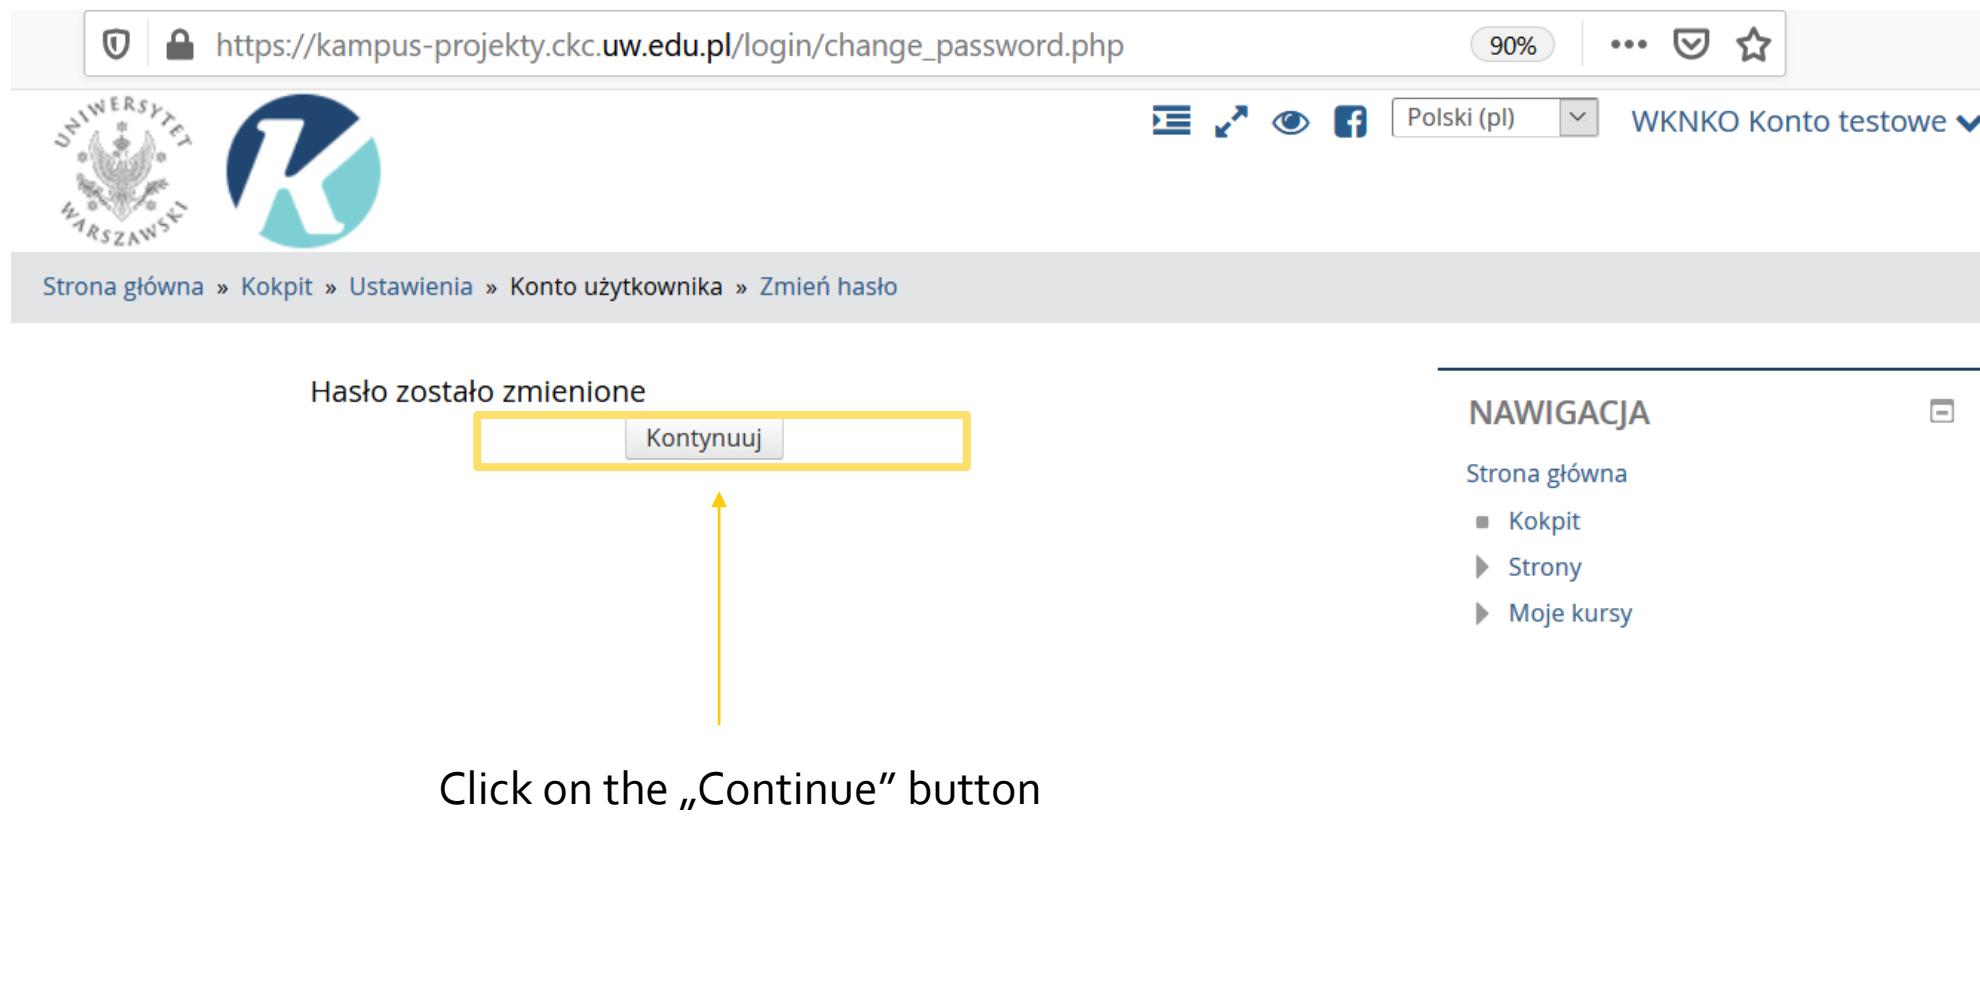 https://kampus-projekty.ckc.uw.edu.pl/login/change_password.php 90%
UNIWERSYTET WARSZAWSKI
K
Polski (pl) WKNKO Konto testowe
Strona główna » Kokpit » Ustawienia » Konto użytkownika » Zmień hasło
Hasło zostało zmienione
Kontynuuj
NAWIGACJA
Strona główna
Kokpit
Strony
Moje kursy
Click on the „Continue” button